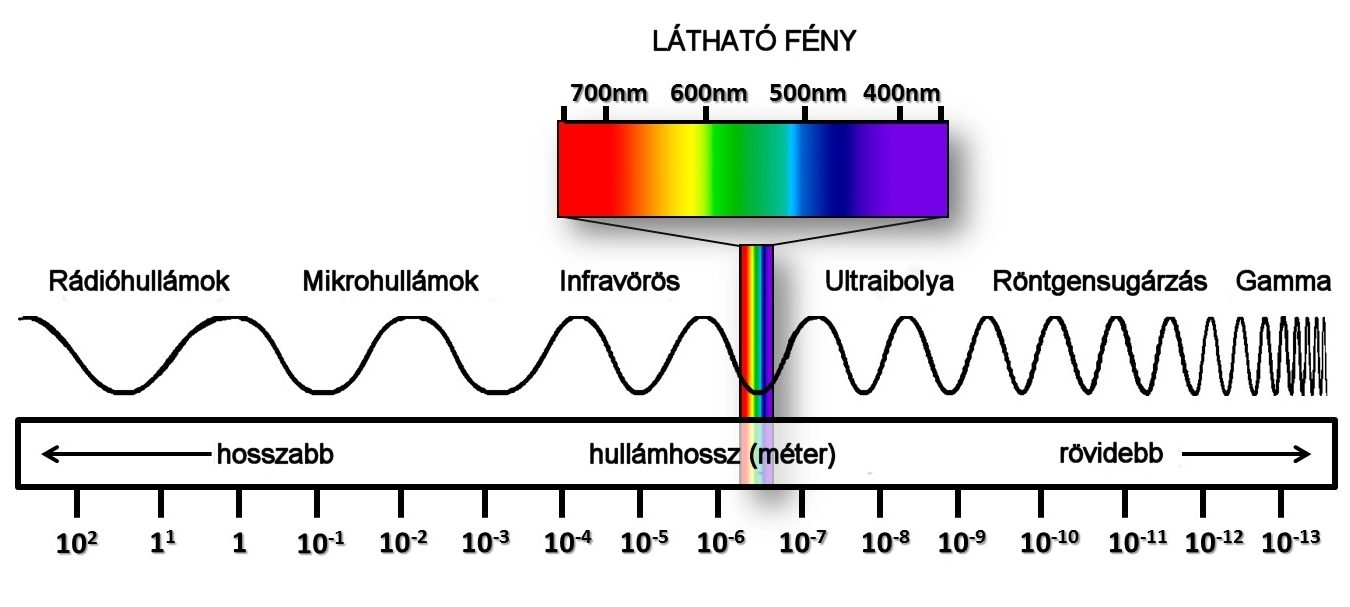 LÁTHATÓ FÉNY
700nm 600nm 500nm 400nm
Rádióhullámok Mikrohullámok Infravörös Ultraibolya Röntgensugárzás Gamma
hosszabb hullámhossz (méter) rövidebb
10² 1¹ 1 10⁻¹ 10⁻² 10⁻³ 10⁻⁴ 10⁻⁵ 10⁻⁶ 10⁻⁷ 10⁻⁸ 10⁻⁹ 10⁻¹⁰ 10⁻¹¹ 10⁻¹² 10⁻¹³